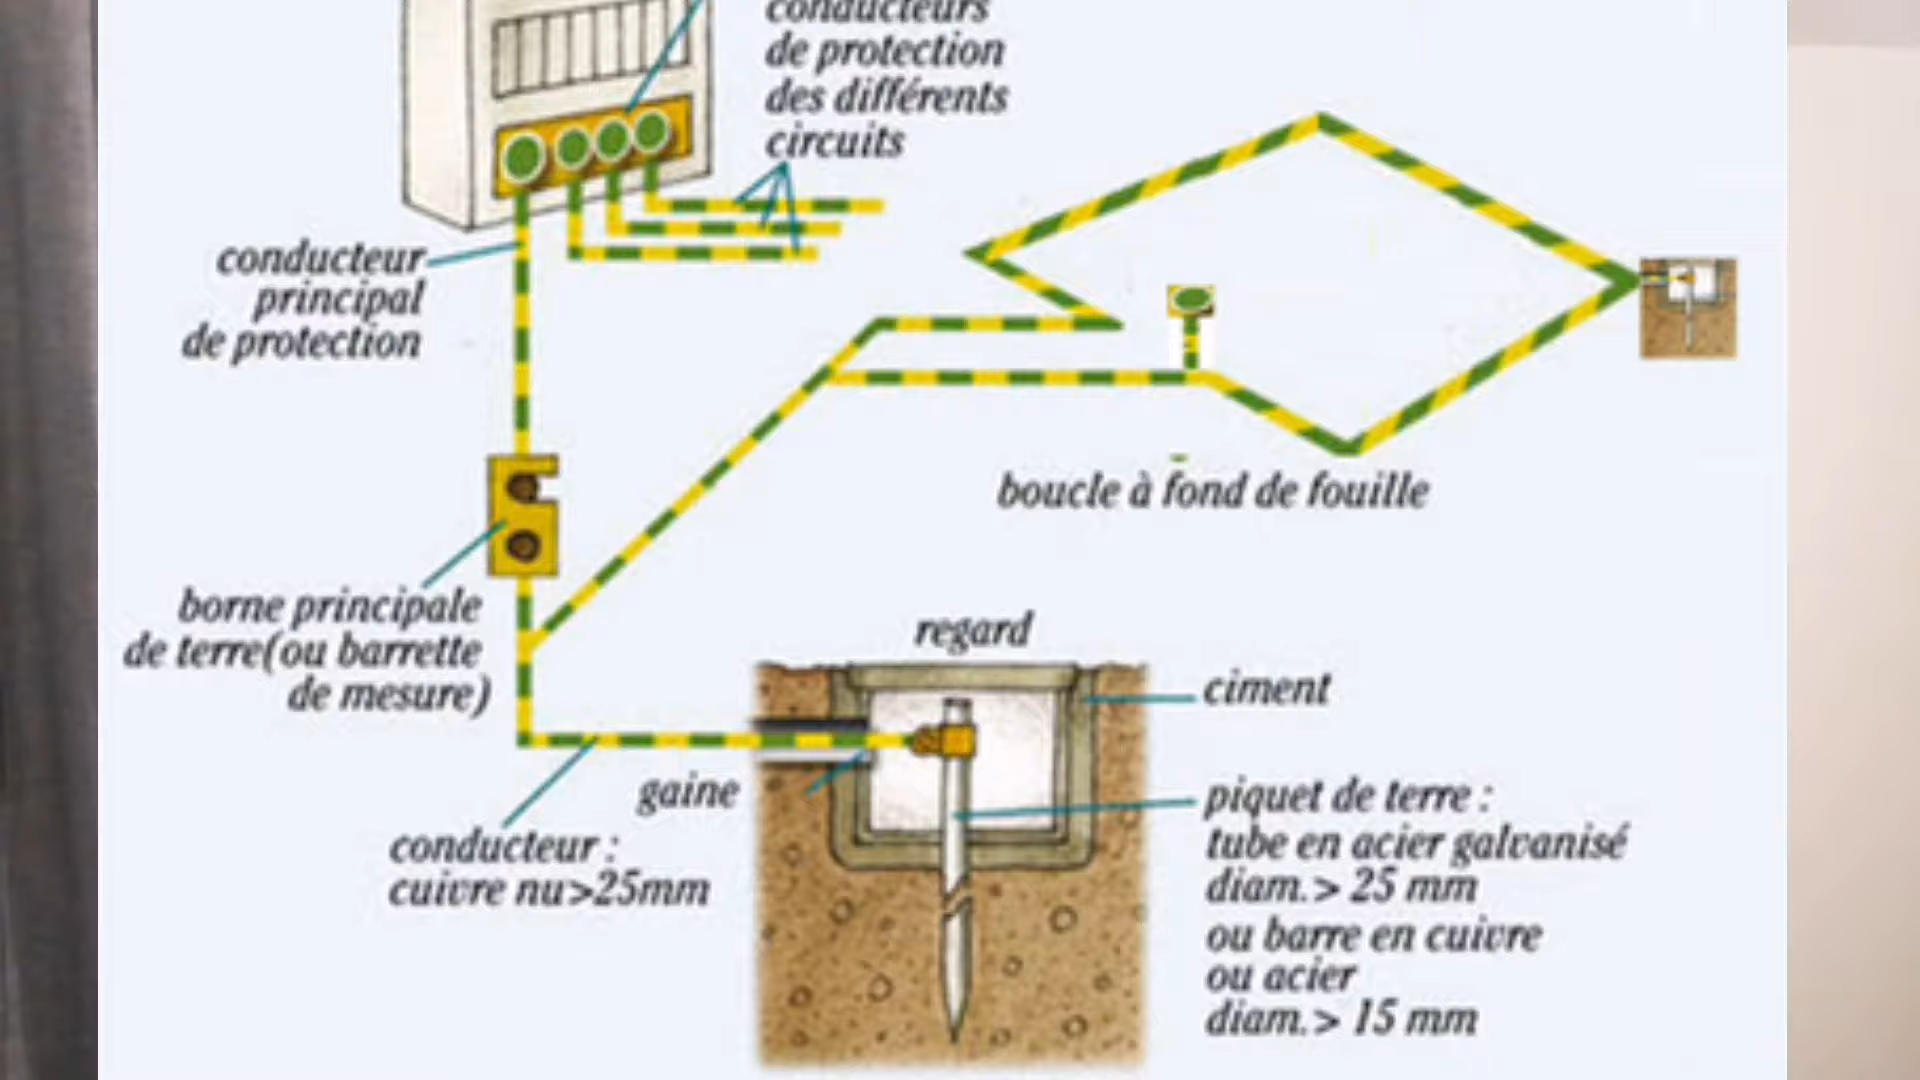 conducteurs
de protection
des différents
circuits
conducteur
principal
de protection
boucle à fond de fouille
borne principale
de terre(ou barrette
de mesure)
regard
ciment
gaine
conducteur :
cuivre nu>25mm
piquet de terre :
tube en acier galvanisé
diam.> 25 mm
ou barre en cuivre
ou acier
diam.> 15 mm